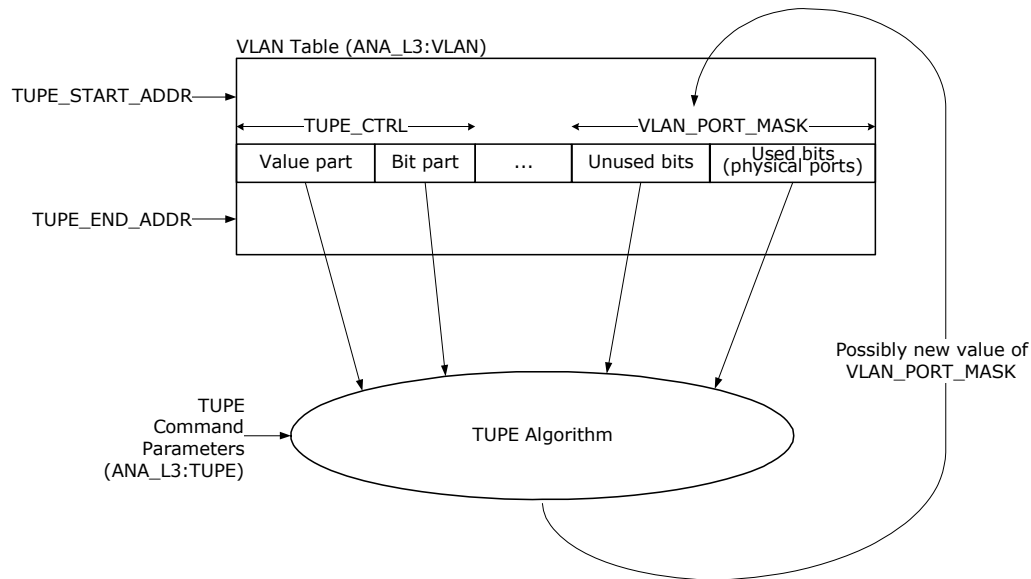 VLAN Table (ANA_L3:VLAN)
TUPE_START_ADDR
TUPE_CTRL
VLAN_PORT_MASK
Value part
Bit part
...
Unused bits
Used bits
(physical ports)
TUPE_END_ADDR
Possibly new value of
VLAN_PORT_MASK
TUPE
Command
Parameters
(ANA_L3:TUPE)
TUPE Algorithm